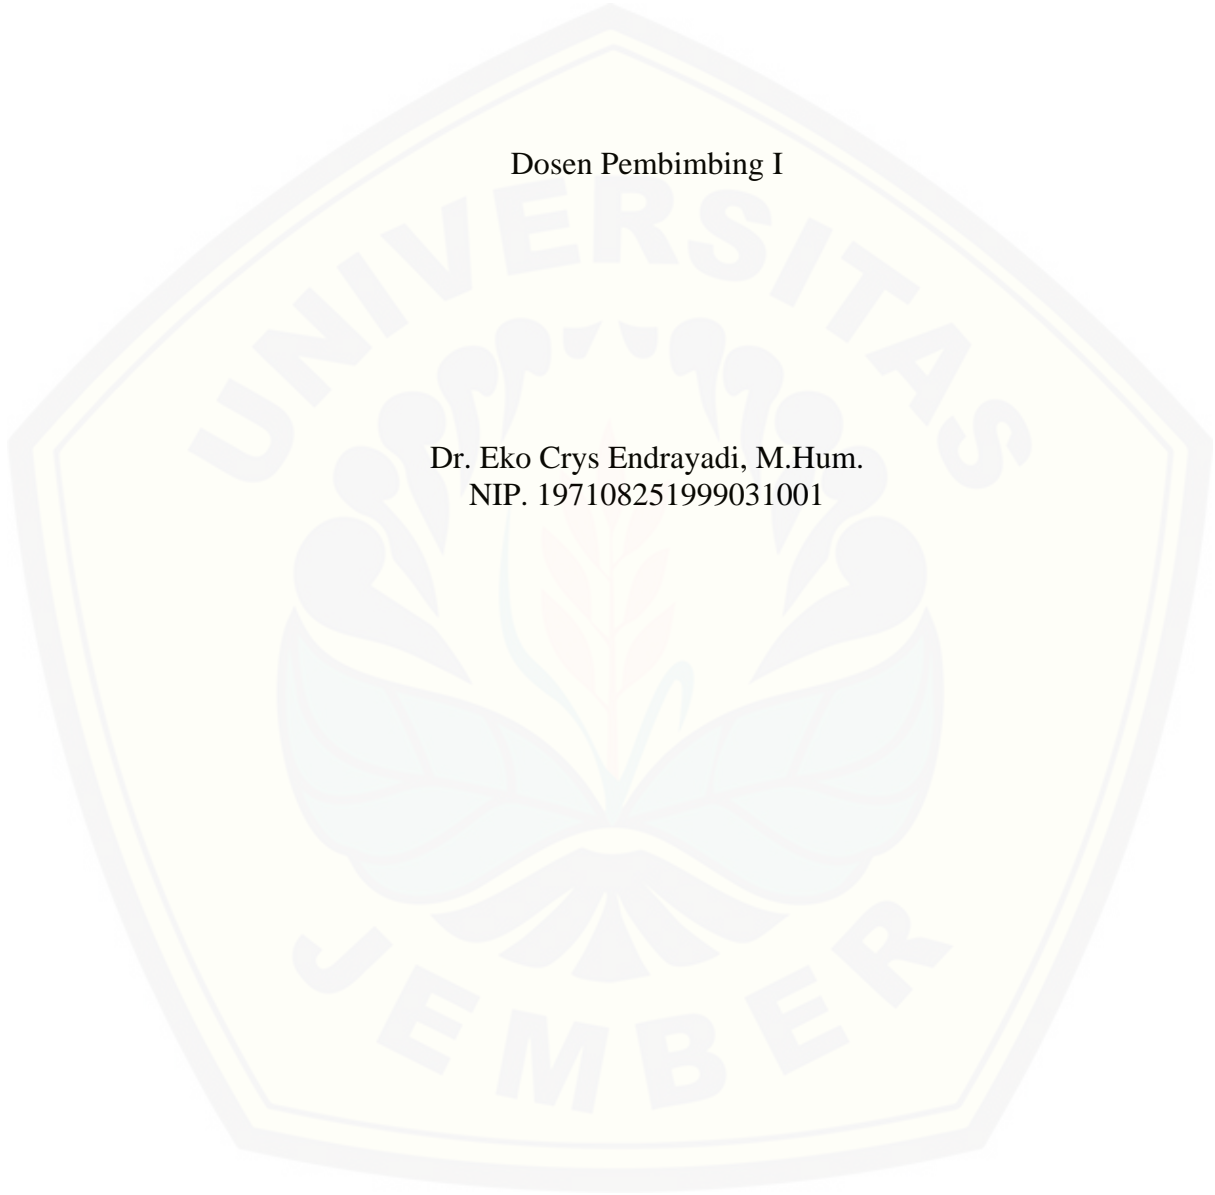 Dosen Pembimbing I
UNIVERSITAS
Dr. Eko Crys Endrayadi, M.Hum.
NIP. 197108251999031001
JEMBER